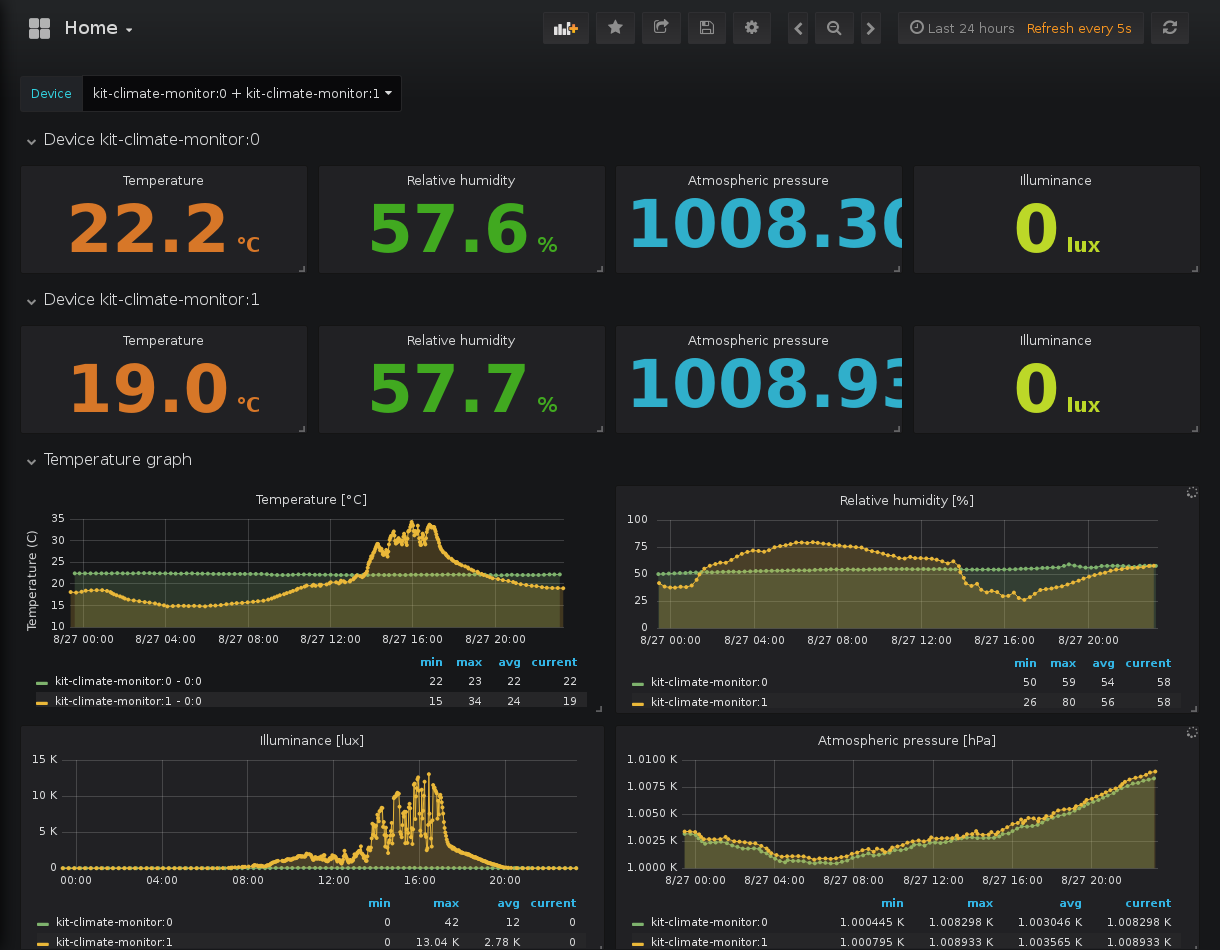 Home
Last 24 hours Refresh every 5s
Device kit-climate-monitor:0 + kit-climate-monitor:1
Device kit-climate-monitor:0
Temperature Relative humidity Atmospheric pressure Illuminance
22.2 °C 57.6 % 1008.30 0 lux
Device kit-climate-monitor:1
Temperature Relative humidity Atmospheric pressure Illuminance
19.0 °C 57.7 % 1008.93 0 lux
Temperature graph
Temperature [°C]
Temperature (C)
35
30
25
20
15
10
8/27 00:00 8/27 04:00 8/27 08:00 8/27 12:00 8/27 16:00 8/27 20:00
min max avg current
kit-climate-monitor:0 - 0:0 22 23 22 22
kit-climate-monitor:1 - 0:0 15 34 24 19
Relative humidity [%]
100
75
50
25
0
8/27 00:00 8/27 04:00 8/27 08:00 8/27 12:00 8/27 16:00 8/27 20:00
min max avg current
kit-climate-monitor:0 50 59 54 58
kit-climate-monitor:1 26 80 56 58
Illuminance [lux]
15 K
10 K
5 K
0
00:00 04:00 08:00 12:00 16:00 20:00
min max avg current
kit-climate-monitor:0 0 42 12 0
kit-climate-monitor:1 0 13.04 K 2.78 K 0
Atmospheric pressure [hPa]
1.0100 K
1.0075 K
1.0050 K
1.0025 K
1.0000 K
8/27 00:00 8/27 04:00 8/27 08:00 8/27 12:00 8/27 16:00 8/27 20:00
min max avg current
kit-climate-monitor:0 1.000445 K 1.008298 K 1.003046 K 1.008298 K
kit-climate-monitor:1 1.000795 K 1.008933 K 1.003565 K 1.008933 K